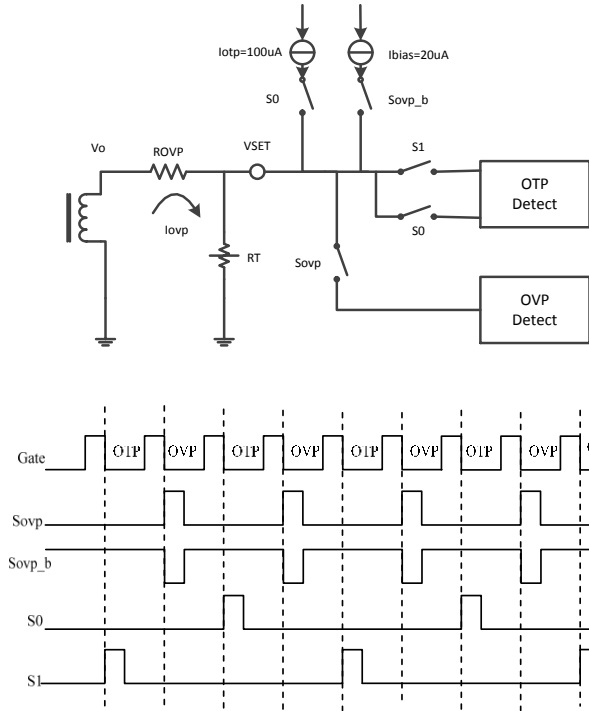 Iotp=100uA
Ibias=20uA
S0
Sovp_b
Vo
ROVP
VSET
S1
OTP
Detect
Iovp
S0
RT
Sovp
OVP
Detect
Gate
OTP OVP OTP OVP OTP OVP OTP OVP
Sovp
Sovp_b
S0
S1